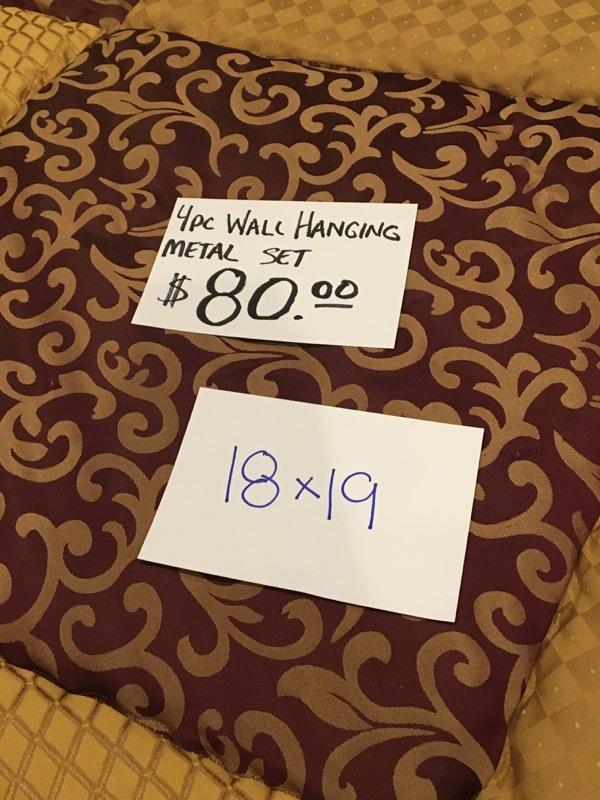 4PC WALL HANGING
METAL SET
$80.00
18x19